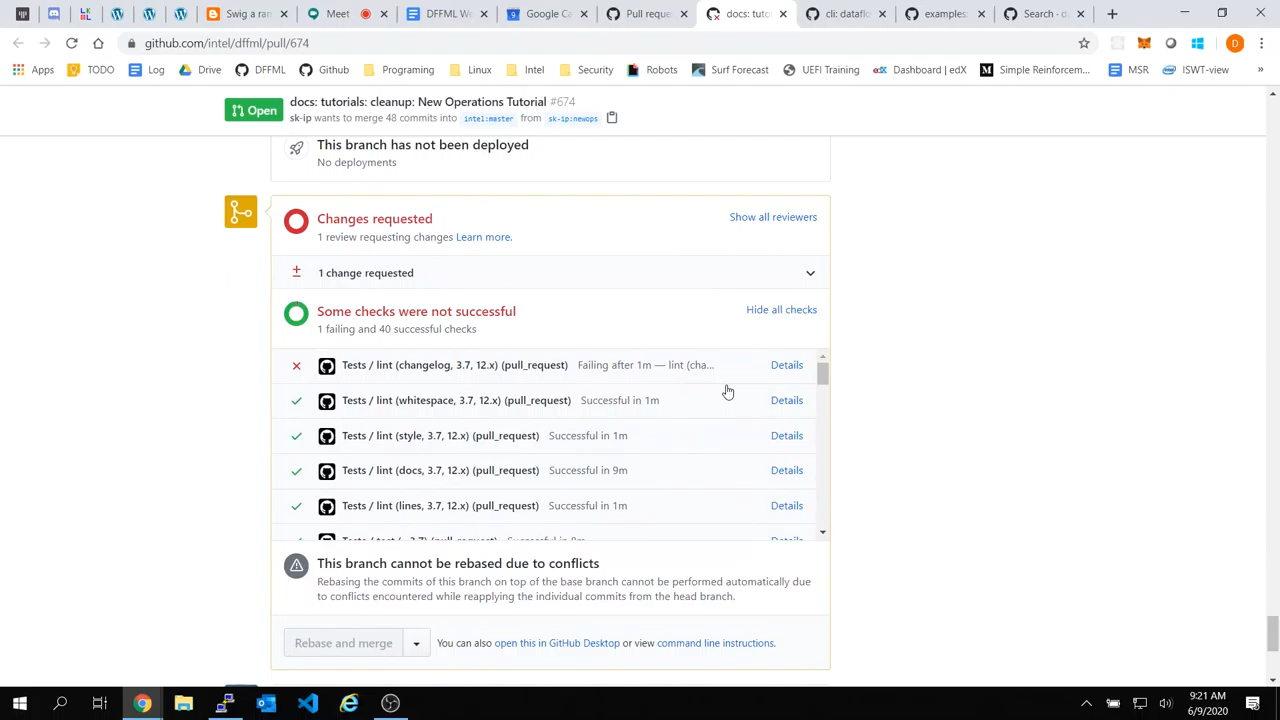 Swig a ran
Meet
DFFML We
Google Ca
Pull reque
docs: tutor
cli: dataflo
examples:
Search - d
github.com/intel/dffml/pull/674
Apps
TODO
Log
Drive
DFFML
Github
Programming
Linux
Intel
Security
Robots
Surf Forecast
UEFI Training
Dashboard | edX
Simple Reinforcem...
MSR
ISWT-view
»
Open
docs: tutorials: cleanup: New Operations Tutorial #674
sk-ip wants to merge 48 commits into intel:master from sk-ip:newops
This branch has not been deployed
No deployments
Changes requested
Show all reviewers
1 review requesting changes Learn more.
1 change requested
Some checks were not successful
Hide all checks
1 failing and 40 successful checks
Tests / lint (changelog, 3.7, 12.x) (pull_request) Failing after 1m — lint (cha... Details
Tests / lint (whitespace, 3.7, 12.x) (pull_request) Successful in 1m Details
Tests / lint (style, 3.7, 12.x) (pull_request) Successful in 1m Details
Tests / lint (docs, 3.7, 12.x) (pull_request) Successful in 9m Details
Tests / lint (lines, 3.7, 12.x) (pull_request) Successful in 1m Details
This branch cannot be rebased due to conflicts
Rebasing the commits of this branch on top of the base branch cannot be performed automatically due
to conflicts encountered while reapplying the individual commits from the head branch.
Rebase and merge
You can also open this in GitHub Desktop or view command line instructions.
9:21 AM
6/9/2020